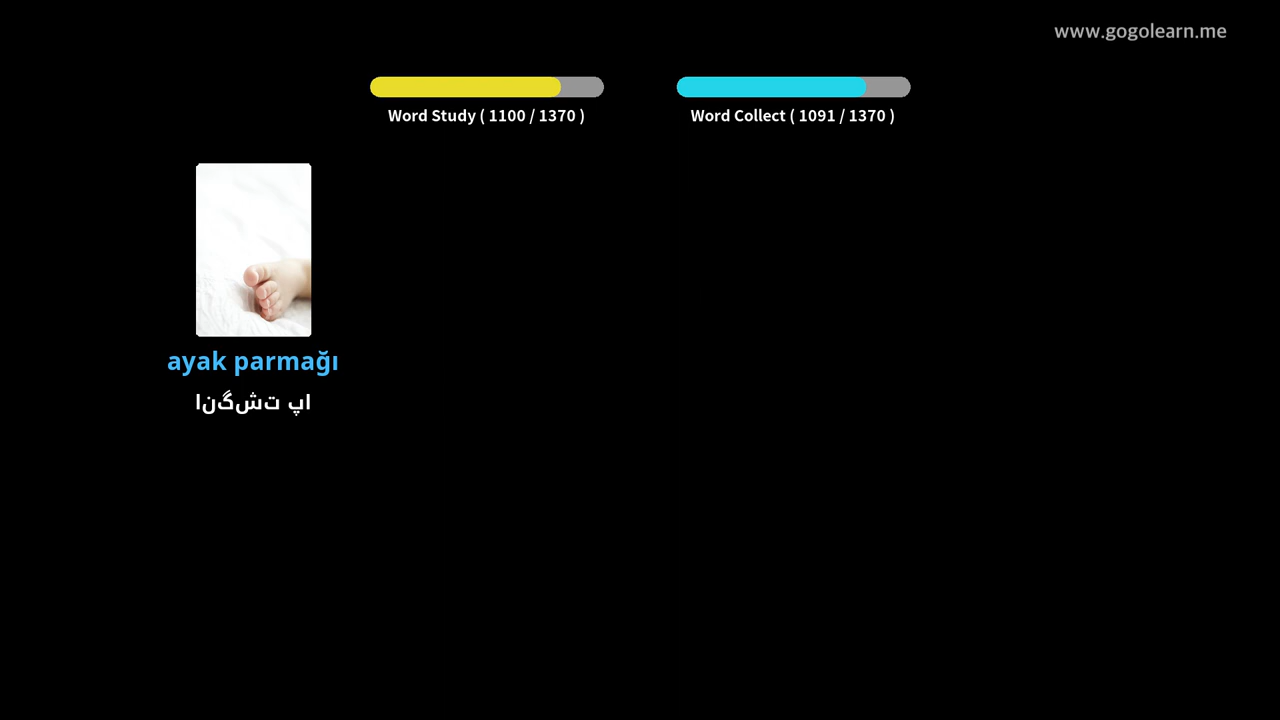 www.gogolearn.me
Word Study ( 1100 / 1370 )
Word Collect ( 1091 / 1370 )
ayak parmağı
اپ تشگنا